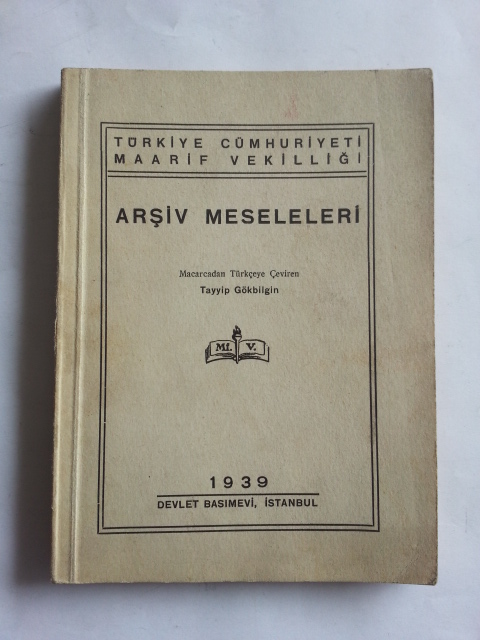 TÜRKİYE CÜMHURİYETİ
MAARİF VEKİLLİĞİ
ARŞİV MESELELERİ
Macarcadan Türkçeye Çeviren
Tayyip Gökbilgin
Mf. V.
1939
DEVLET BASIMEVİ, İSTANBUL